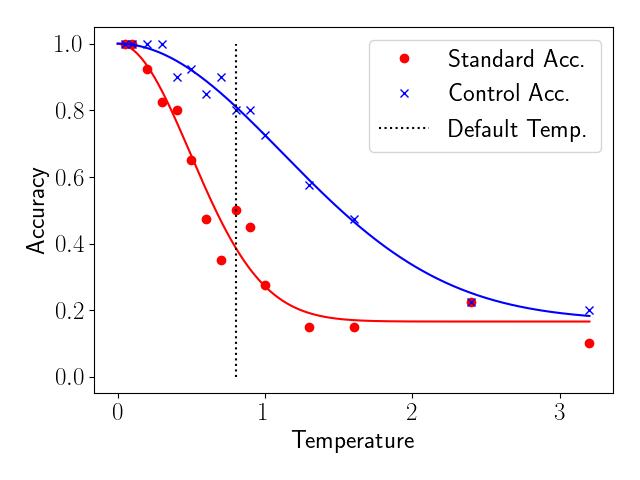 1.0
0.8
0.6
0.4
0.2
0.0
Accuracy
Standard Acc.
Control Acc.
Default Temp.
0 1 2 3
Temperature